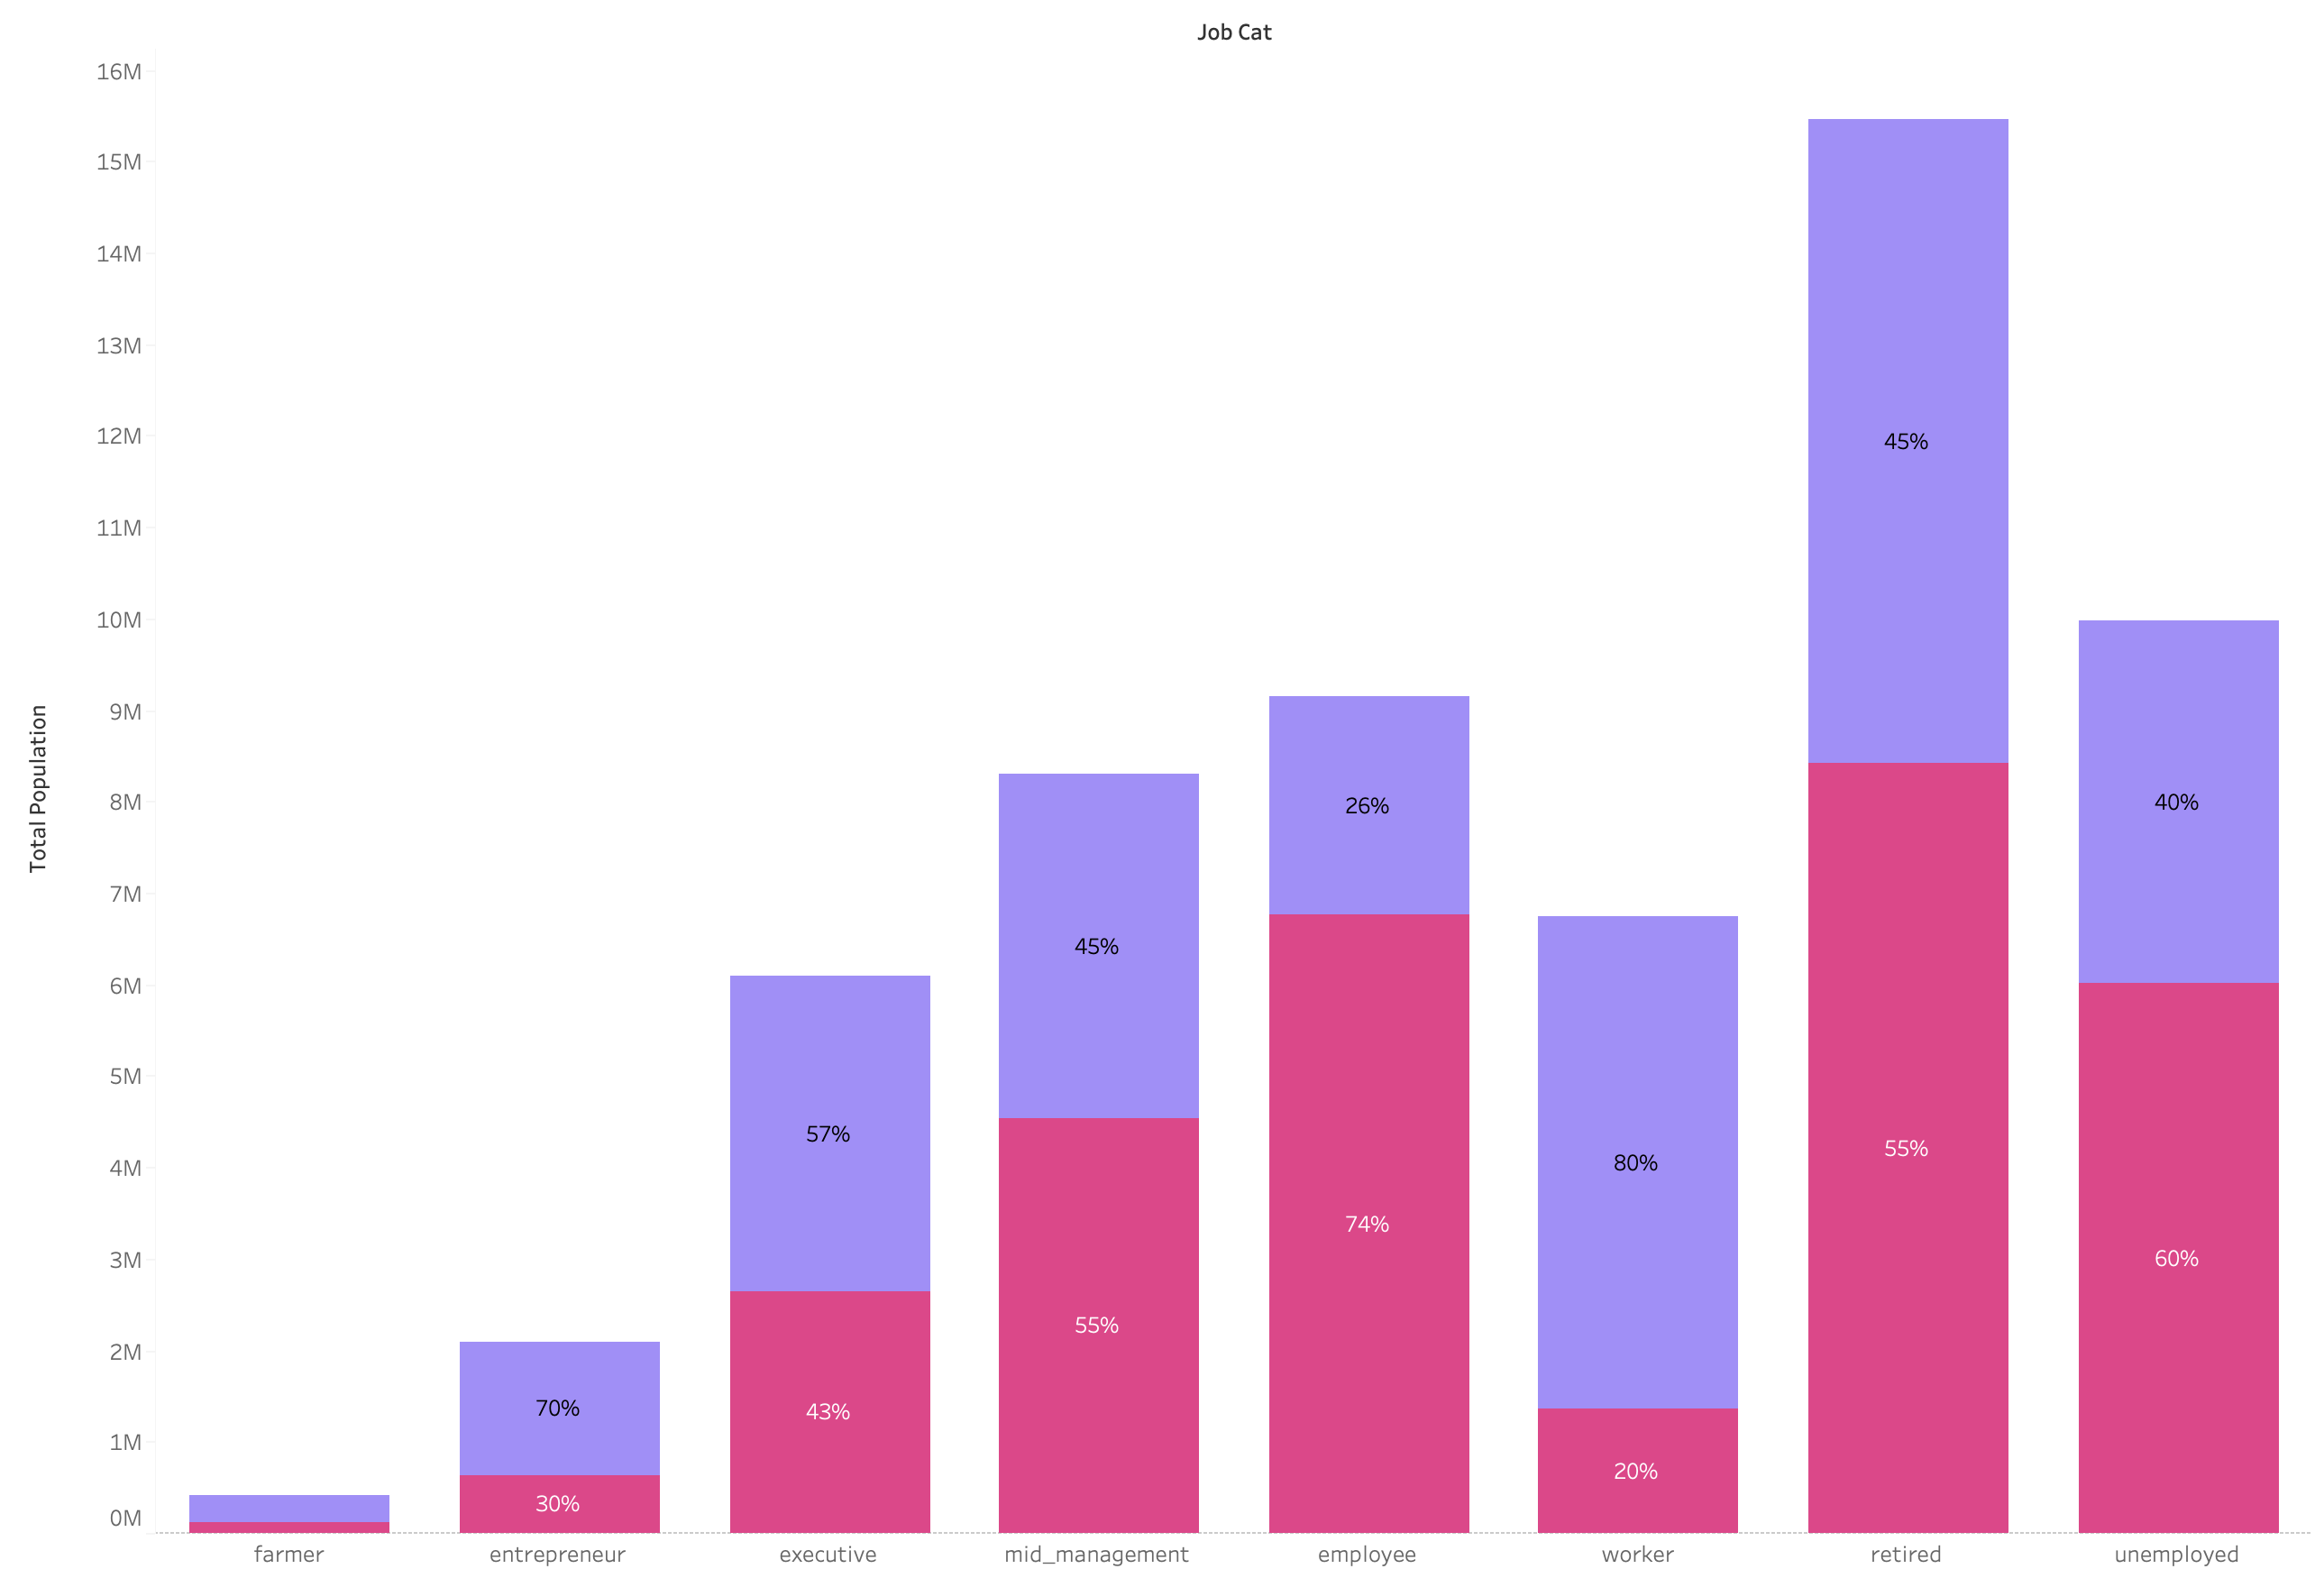 Job Cat
Total Population
16M
15M
14M
13M
12M
11M
10M
9M
8M
7M
6M
5M
4M
3M
2M
1M
0M
70%
30%
57%
43%
45%
55%
26%
74%
80%
20%
45%
55%
40%
60%
farmer entrepreneur executive mid_management employee worker retired unemployed